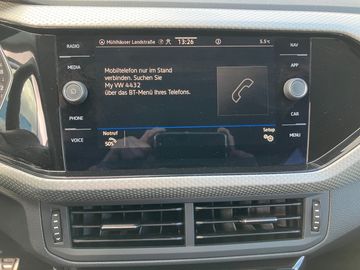 Mühlhäuser Landstraße 13:26 5.5°C
RADIO
NAV
MEDIA
APP
Mobiltelefon nur im Stand
verbinden. Suchen Sie
My VW 4432
über das BT-Menü Ihres Telefons.
PHONE
CAR
VOICE
MENU
Notruf
SOS
Setup